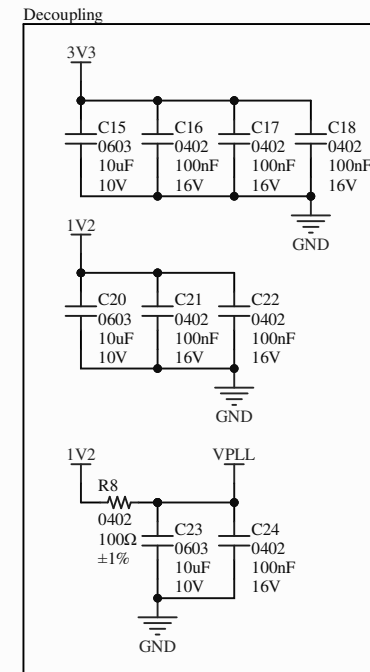 Decoupling
3V3
C15
0603
10uF
10V
C16
0402
100nF
16V
C17
0402
100nF
16V
C18
0402
100nF
16V
GND
1V2
C20
0603
10uF
10V
C21
0402
100nF
16V
C22
0402
100nF
16V
GND
1V2
VPLL
R8
0402
100Ω
±1%
C23
0603
10uF
10V
C24
0402
100nF
16V
GND